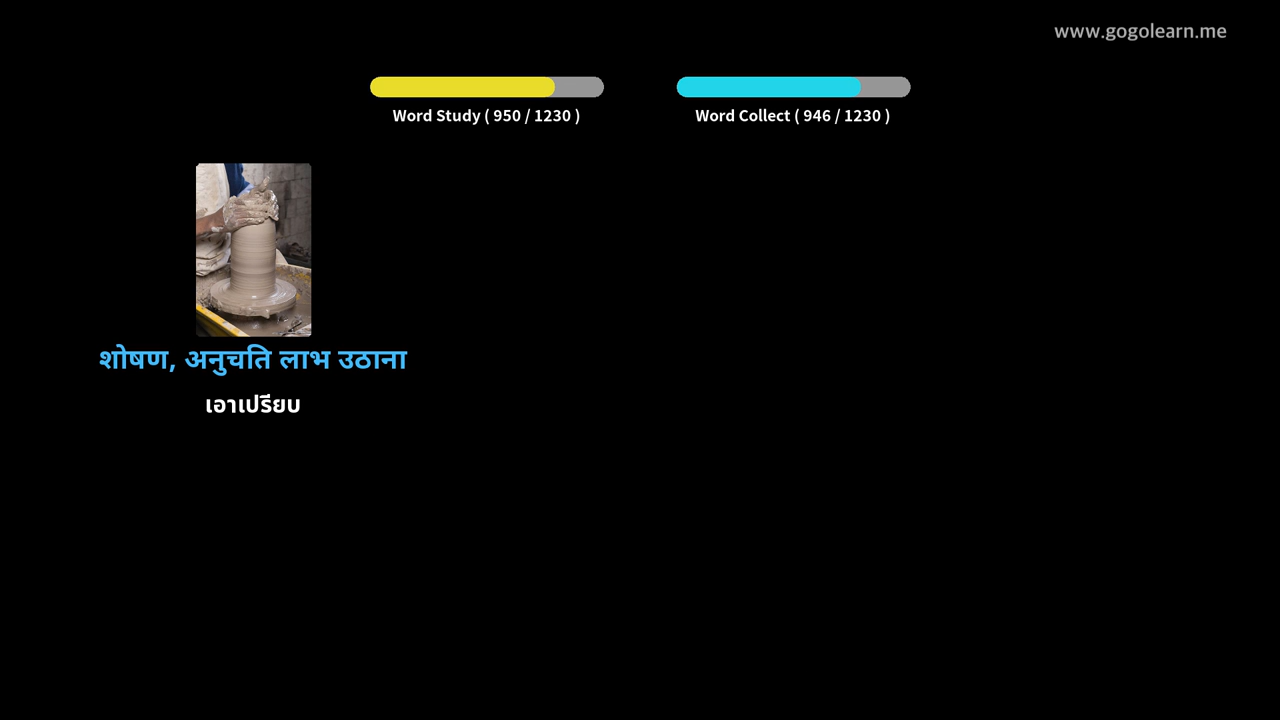 www.gogolearn.me
Word Study ( 950 / 1230 )
Word Collect ( 946 / 1230 )
शोषण, अनुचति लाभ उठाना
เอาเปรียบ